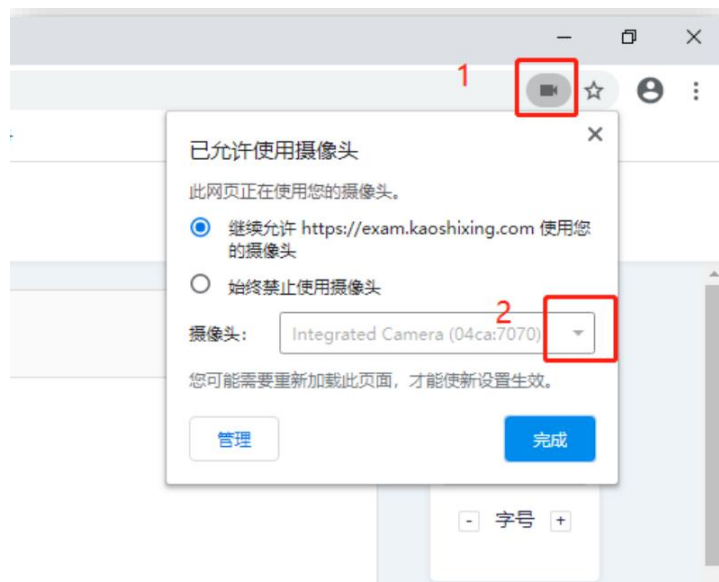 1
已允许使用摄像头
此网页正在使用您的摄像头。
继续允许 https://exam.kaoshixing.com 使用您
的摄像头
始终禁止使用摄像头
2
摄像头：
Integrated Camera (04ca:7070)
您可能需要重新加载此页面，才能使新设置生效。
管理
完成
- 字号 +